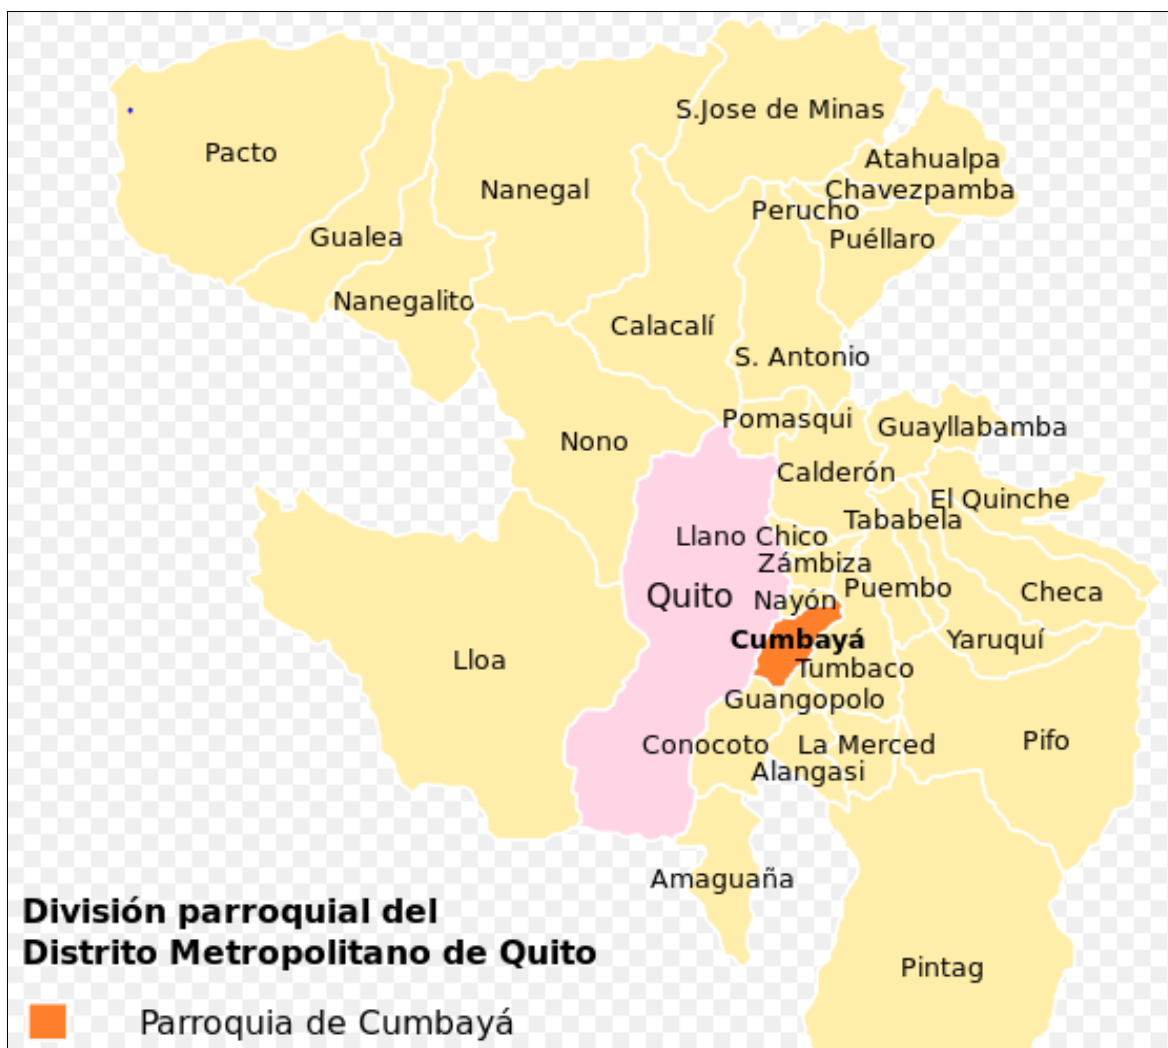 S.Jose de Minas
Pacto
Atahualpa
Nanegal
Chavezpamba
Perucho
Gualea
Puéllaro
Nanegalito
Calacalí
S. Antonio
Pomasqui
Guayllabamba
Nono
Calderón
El Quinche
Tababela
Llano Chico
Zámbiza
Puembo
Checa
Quito
Nayón
Cumbayá
Yaruquí
Lloa
Tumbaco
Guangopolo
Conocoto
La Merced
Pifo
Alangasi
Amaguaña
División parroquial del
Distrito Metropolitano de Quito
Pintag
Parroquia de Cumbayá